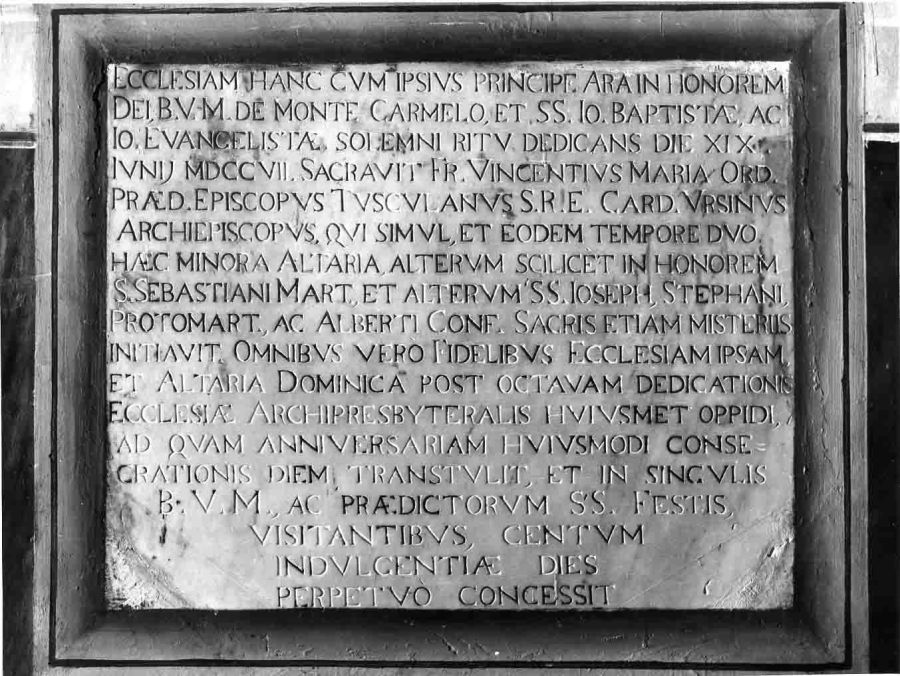 ECCLESIAM HANC CVM IPSIVS PRINCIPE ARA IN HONOREM
DEI, B.V.M. DE MONTE CARMELO, ET SS. IO. BAPTISTÆ, AC
IO. EVANGELISTÆ SOLEMNI RITV DEDICANS DIE XIX
IVNIJ MDCCVII. SACRAVIT FR. VINCENTIVS MARIA ORD.
PRÆD. EPISCOPVS TVSCVLANVS S.R.E. CARD. VRSINVS
ARCHIEPISCOPVS, QVI SIMVL, ET EODEM TEMPORE DVO
HÆC MINORA ALTARIA, ALTERVM SCILICET IN HONOREM
S. SEBASTIANI MART., ET ALTERVM SS. IOSEPH, STEPHANI,
PROTOMART., AC ALBERTI CONF. SACRIS ETIAM MISTERIIS
INITIAVIT. OMNIBVS VERO FIDELIBVS ECCLESIAM IPSAM,
ET ALTARIA DOMINICA POST OCTAVAM DEDICATIONIS
ECCLESIÆ ARCHIPRESBYTERALIS HVIVSMET OPPIDI,
AD QVAM ANNIVERSARIAM HVIVSMODI CONSE=
CRATIONIS DIEM TRANSTVLIT, ET IN SINGVLIS
B.V.M., AC PRÆDICTORVM SS. FESTIS,
VISITANTIBVS, CENTVM
INDVLGENTIÆ DIES
PERPETVÒ CONCESSIT